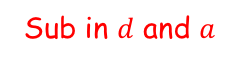 Sub in d and a